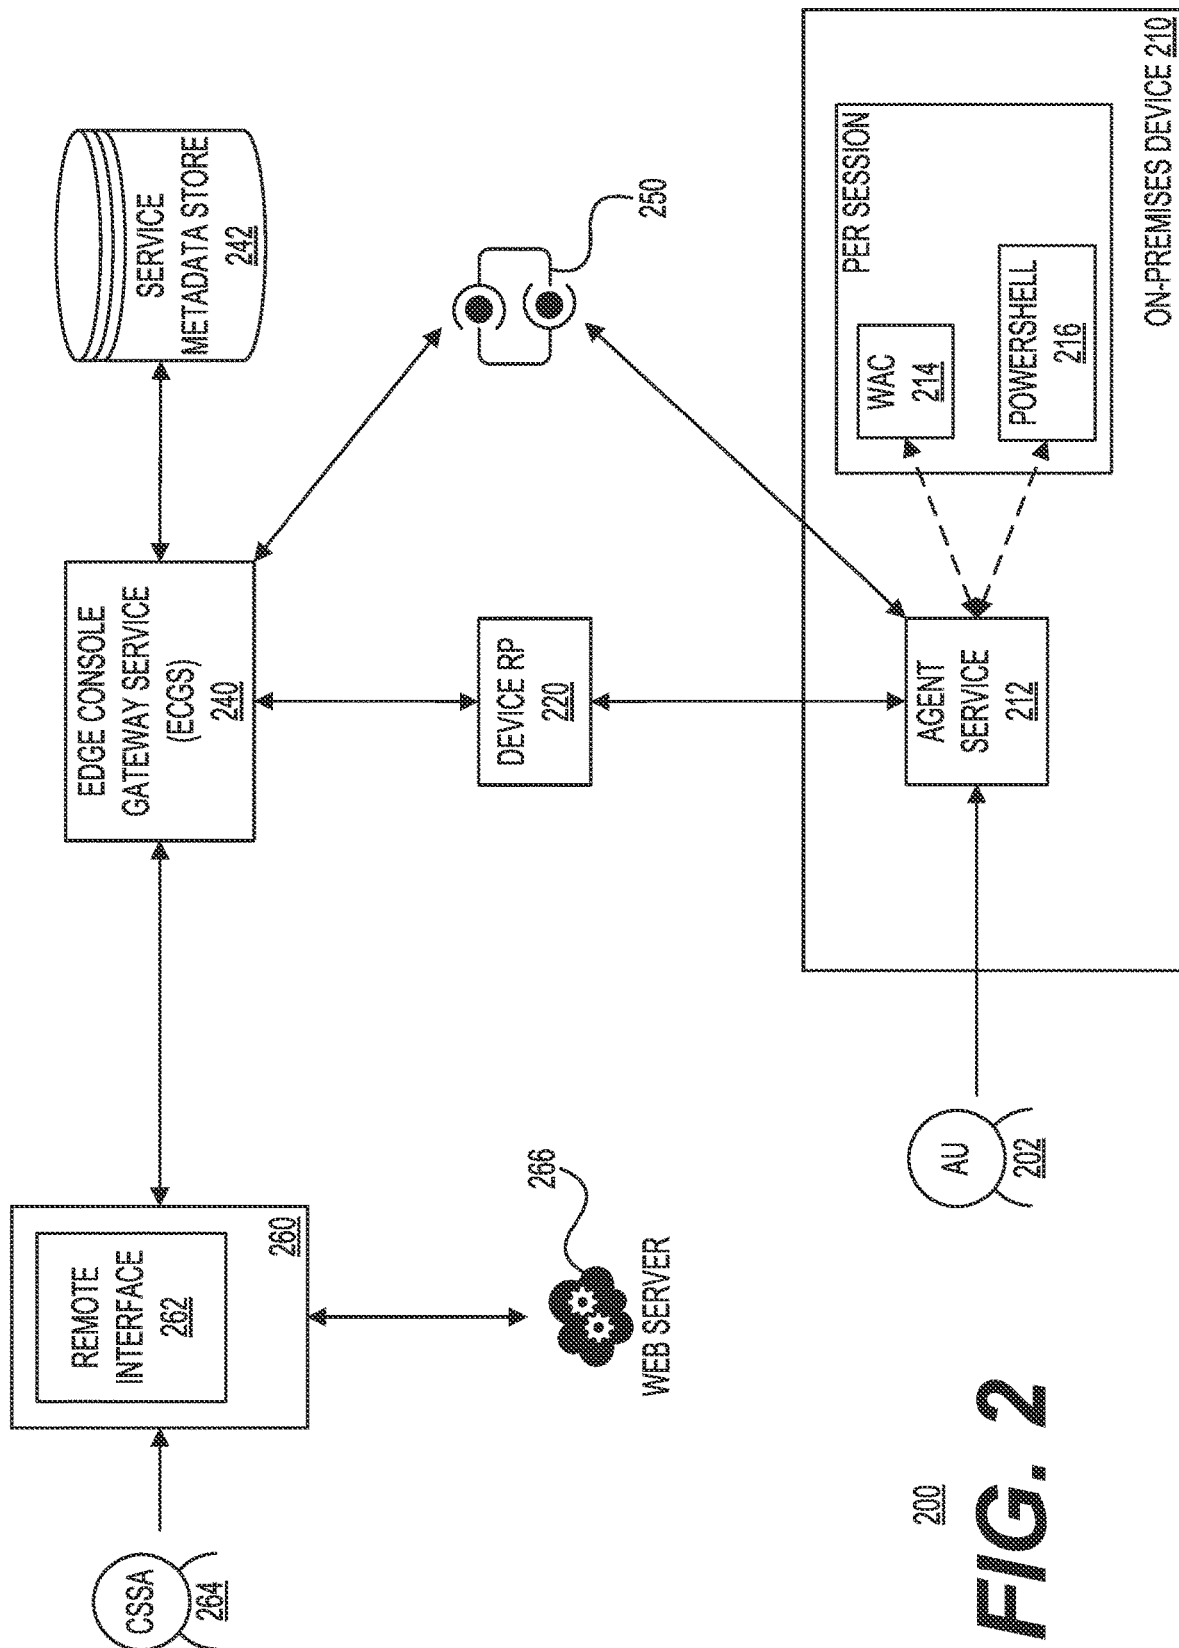 CSSA
264
REMOTE
INTERFACE
262
260
EDGE CONSOLE
GATEWAY SERVICE
(ECGS)
240
SERVICE
METADATA STORE
242
266
WEB SERVER
DEVICE RP
220
250
AU
202
AGENT
SERVICE
212
PER SESSION
WAC
214
POWERSHELL
216
ON-PREMISES DEVICE 210
200
FIG. 2